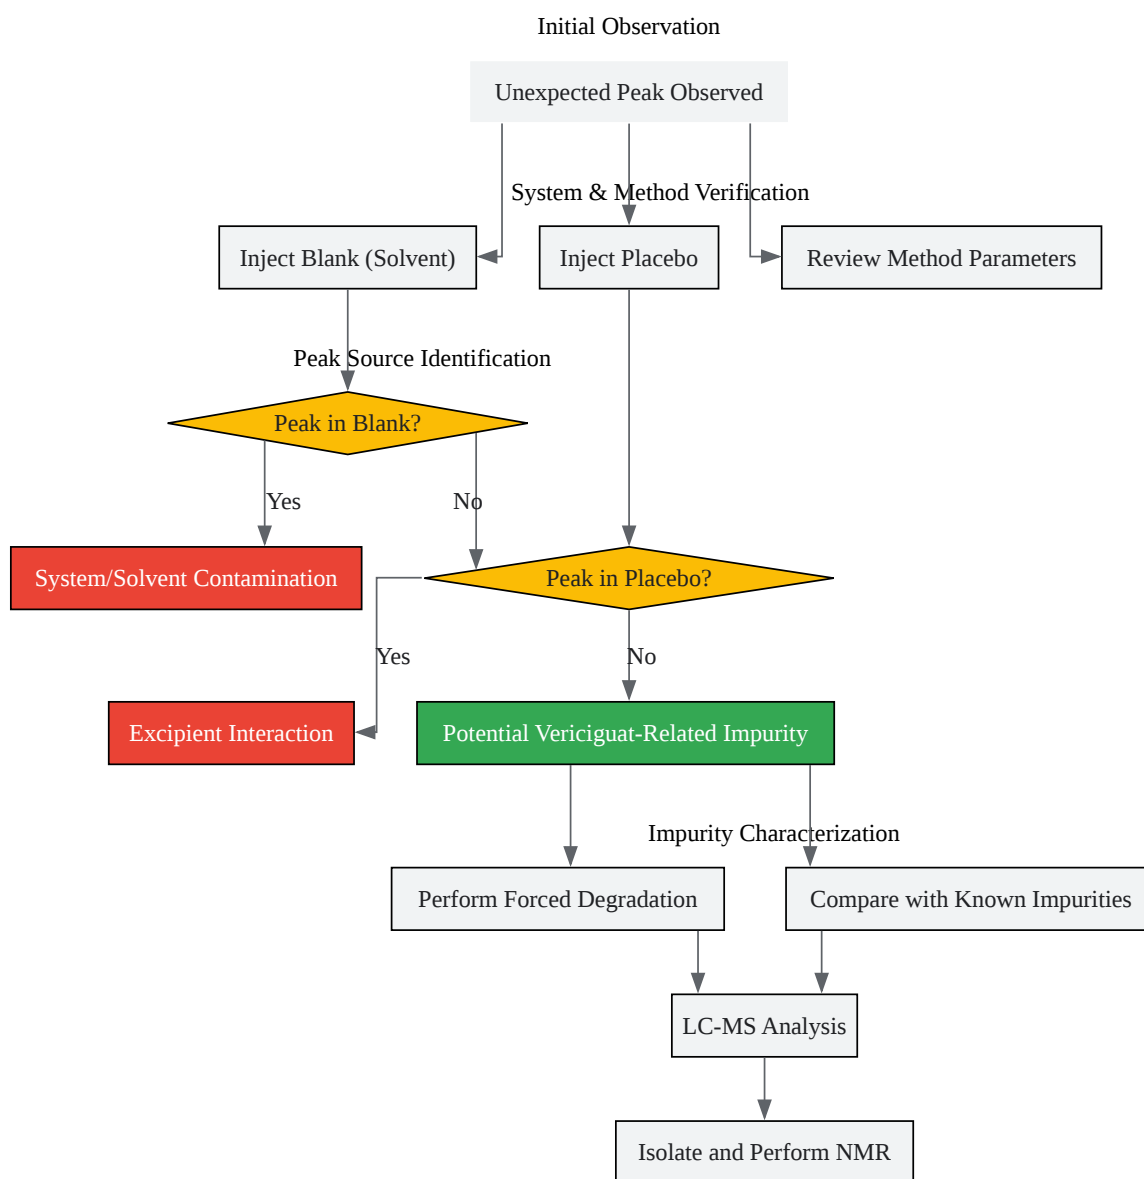 Initial Observation
Unexpected Peak Observed
System & Method Verification
Inject Blank (Solvent)
Inject Placebo
Review Method Parameters
Peak Source Identification
Peak in Blank?
Yes
No
System/Solvent Contamination
Peak in Placebo?
Yes
No
Excipient Interaction
Potential Vericiguat-Related Impurity
Impurity Characterization
Perform Forced Degradation
Compare with Known Impurities
LC-MS Analysis
Isolate and Perform NMR